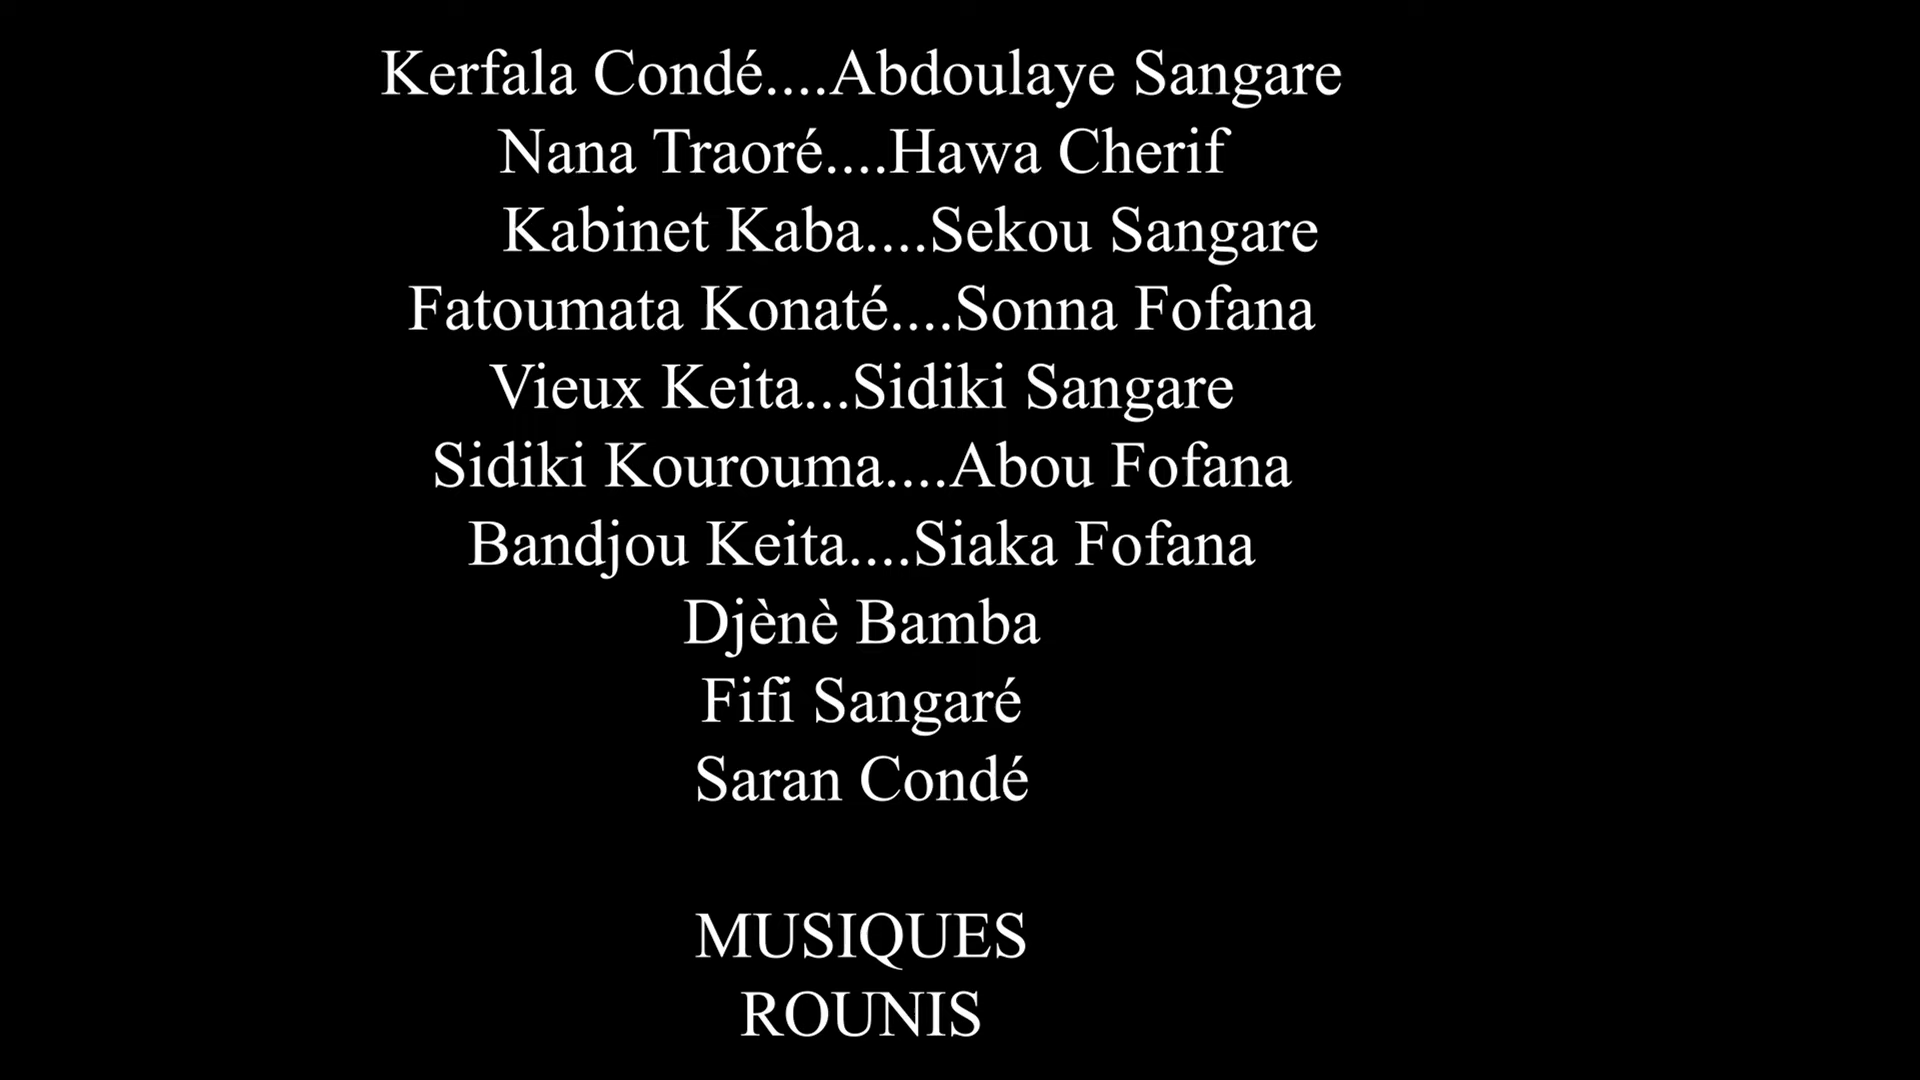 Kerfala Condé....Abdoulaye Sangare
Nana Traoré....Hawa Cherif
Kabinet Kaba....Sekou Sangare
Fatoumata Konaté....Sonna Fofana
Vieux Keita...Sidiki Sangare
Sidiki Kourouma....Abou Fofana
Bandjou Keita....Siaka Fofana
Djènè Bamba
Fifi Sangaré
Saran Condé
MUSIQUES
ROUNIS